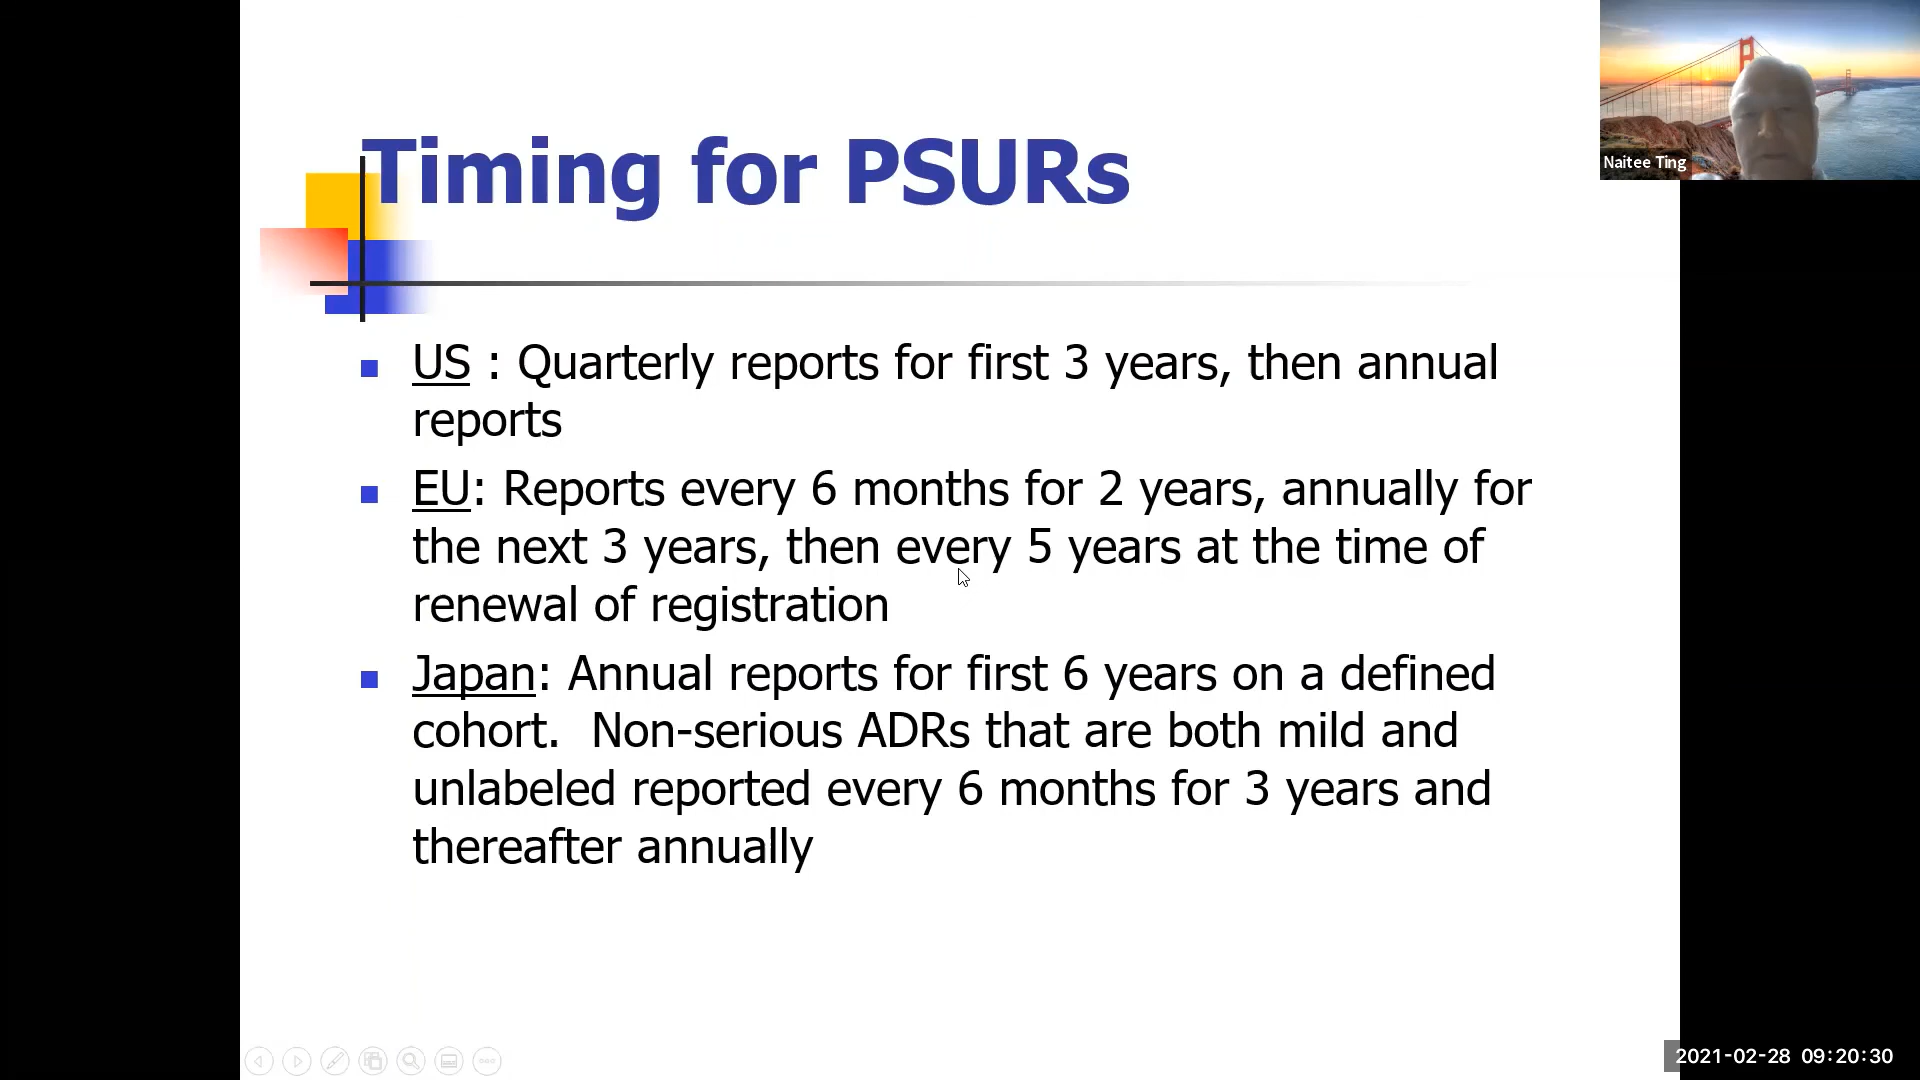 Timing for PSURs
US : Quarterly reports for first 3 years, then annual
reports
EU: Reports every 6 months for 2 years, annually for
the next 3 years, then every 5 years at the time of
renewal of registration
Japan: Annual reports for first 6 years on a defined
cohort.  Non-serious ADRs that are both mild and
unlabeled reported every 6 months for 3 years and
thereafter annually
Naitee Ting
2021-02-28 09:20:30